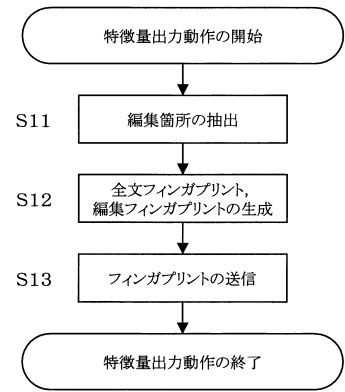 特徴量出力動作の開始
S11
編集箇所の抽出
S12
全文フィンガプリント,
編集フィンガプリントの生成
S13
フィンガプリントの送信
特徴量出力動作の終了